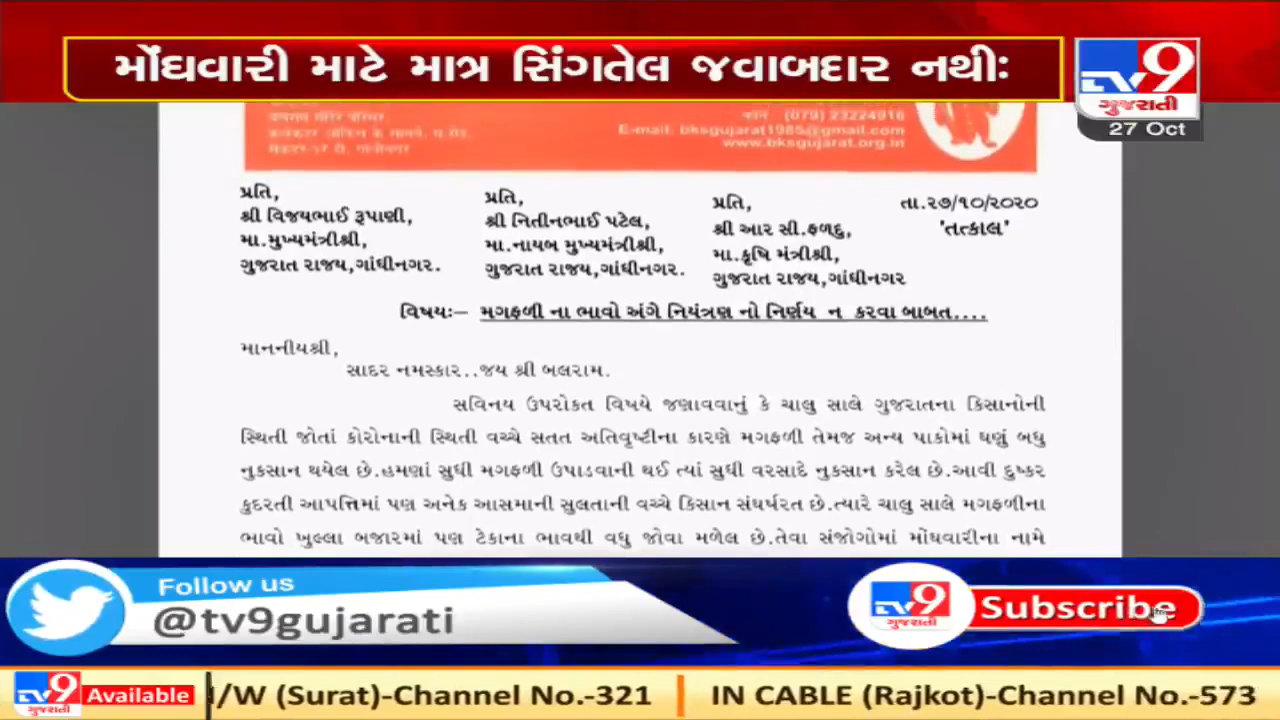 મોંઘવારી માટે માત્ર સિંગતેલ જવાબદાર નથીઃ
TV9
ગુજરાતી
27 Oct
फोन (079) 23224916
E-mail: bksgujarat1985@gmail.com
www.bksgujarat.org.in
પ્રતિ,
શ્રી વિજયભાઈ રૂપાણી,
મા.મુખ્યમંત્રીશ્રી,
ગુજરાત રાજય,ગાંધીનગર.
પ્રતિ,
શ્રી નિતીનભાઈ પટેલ,
મા.નાયબ મુખ્યમંત્રીશ્રી,
ગુજરાત રાજય,ગાંધીનગર.
પ્રતિ,
શ્રી આર સી.ફળદુ,
મા.કૃષિ મંત્રીશ્રી,
ગુજરાત રાજય,ગાંધીનગર
તા.૨૭/૧૦/૨૦૨૦
'તત્કાલ'
વિષયઃ– મગફળી ના ભાવો અંગે નિયંત્રણ નો નિર્ણય ન કરવા બાબત....
માનનીયશ્રી,
સાદર નમસ્કાર..જય શ્રી બલરામ.
સવિનય ઉપરોકત વિષયે જણાવવાનું કે ચાલુ સાલે ગુજરાતના કિસાનોની
સ્થિતી જોતાં કોરોનાની સ્થિતી વચ્ચે સતત અતિવૃષ્ટીના કારણે મગફળી તેમજ અન્ય પાકોમાં ઘણું બધુ
નુકસાન થયેલ છે.હમણાં સુધી મગફળી ઉપાડવાની થઈ ત્યાં સુધી વરસાદે નુકસાન કરેલ છે.આવી દુષ્કર
કુદરતી આપત્તિમાં પણ અનેક આસમાની સુલતાની વચ્ચે કિસાન સંઘર્ષરત છે.ત્યારે ચાલુ સાલે મગફળીના
ભાવો ખુલ્લા બજારમાં પણ ટેકાના ભાવથી વધુ જોવા મળેલ છે.તેવા સંજોગોમાં મોંઘવારીના નામે
Follow us
@tv9gujarati
TV9
ગુજરાતી
Subscribe
TV9
ગુજરાતી
Available
/W (Surat)-Channel No.-321
IN CABLE (Rajkot)-Channel No.-573